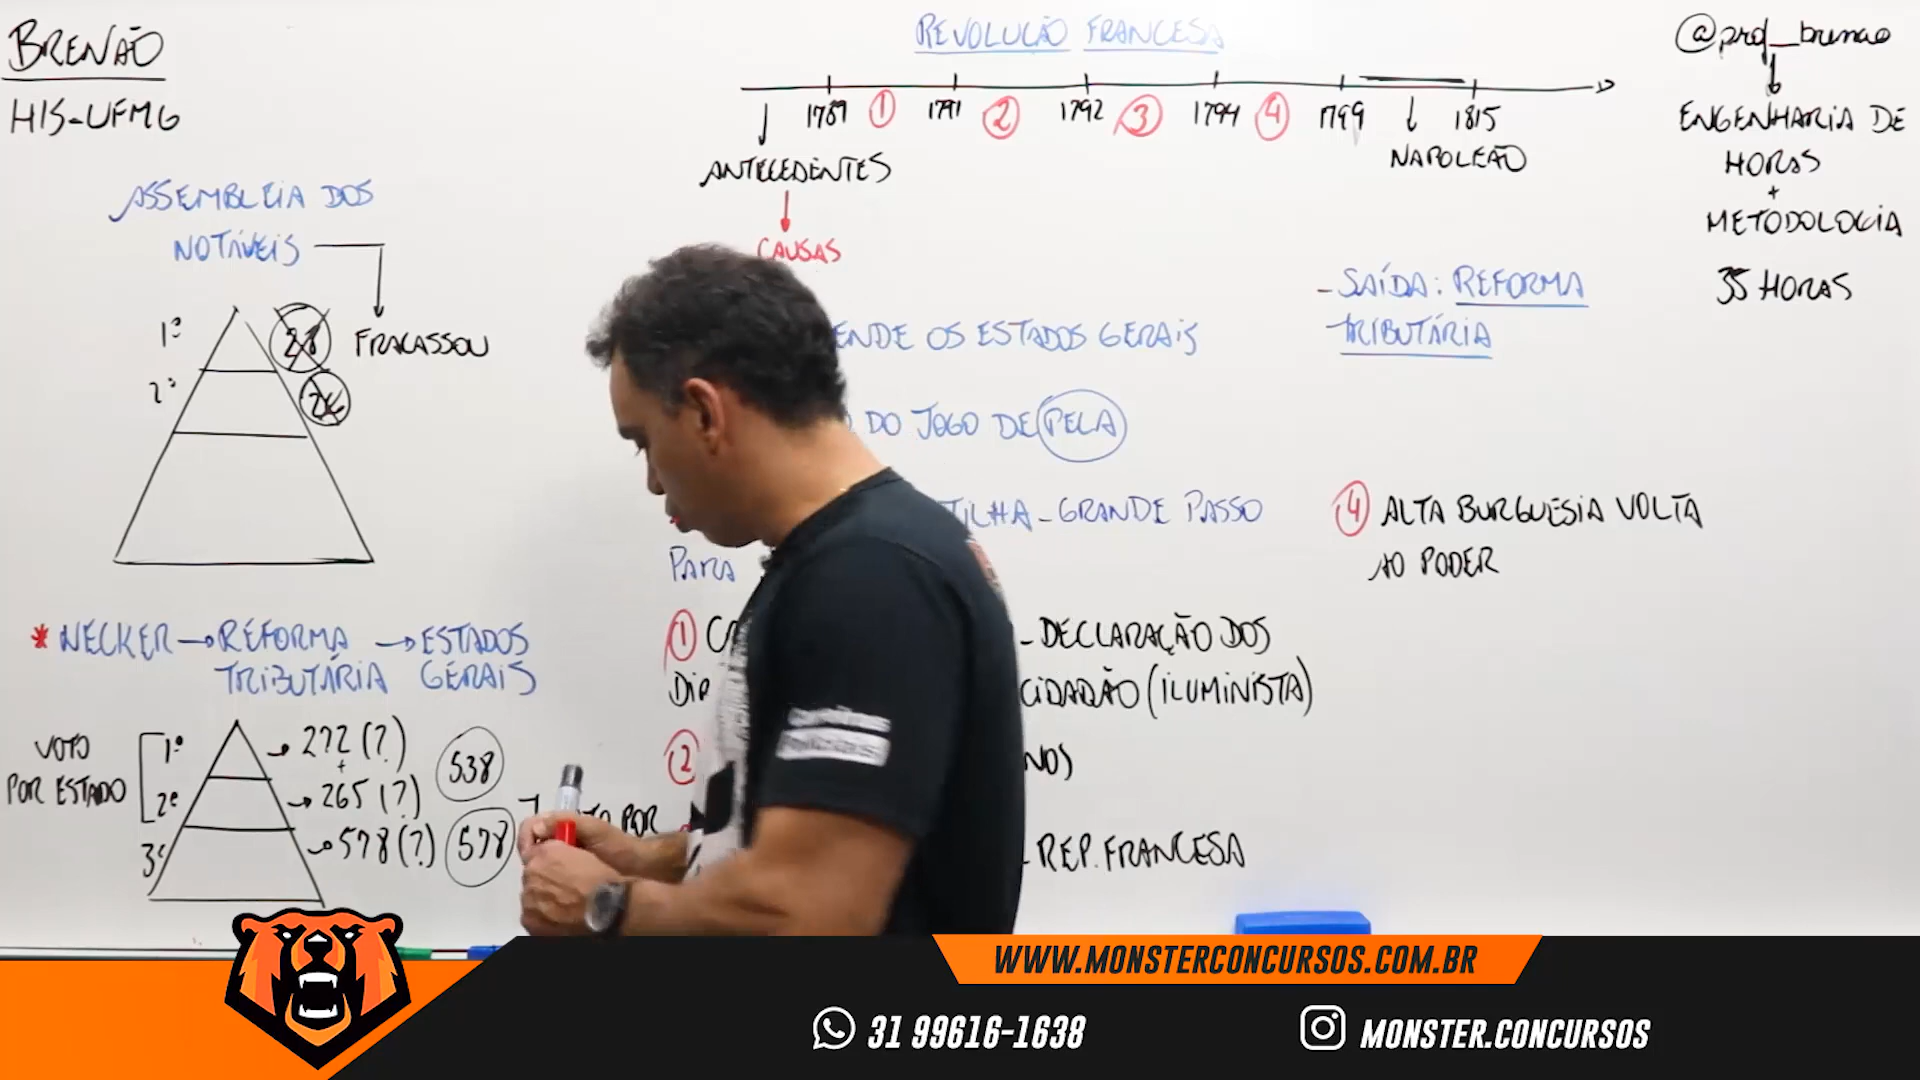 BRENÃO
HIS-UFMG
REVOLUÇÃO FRANCESA
1789 1 1791 2 1792 3 1794 4 1799 1815
ANTECEDENTES
NAPOLEÃO
CAUSAS
@prof_brenao
ENGENHARIA DE
HORAS
+
METODOLOGIA
35 HORAS
ASSEMBLEIA DOS
NOTÁVEIS
1º
2º
FRACASSOU
* NECKER → REFORMA → ESTADOS
TRIBUTÁRIA GERAIS
VOTO
POR ESTADO
1º
2º
3º
272 (?)
+
265 (?)
578 (?)
538
578
POR
ENDE OS ESTADOS GERAIS
DO JOGO DE PELA
TILHA - GRANDE PASSO
PARA
1
- DECLARAÇÃO DOS
DIR
CIDADÃO (ILUMINISTA)
2
NOS
- REP. FRANCESA
- SAÍDA: REFORMA
TRIBUTÁRIA
4 ALTA BURGUESIA VOLTA
AO PODER
WWW.MONSTERCONCURSOS.COM.BR
31 99616-1638
MONSTER.CONCURSOS